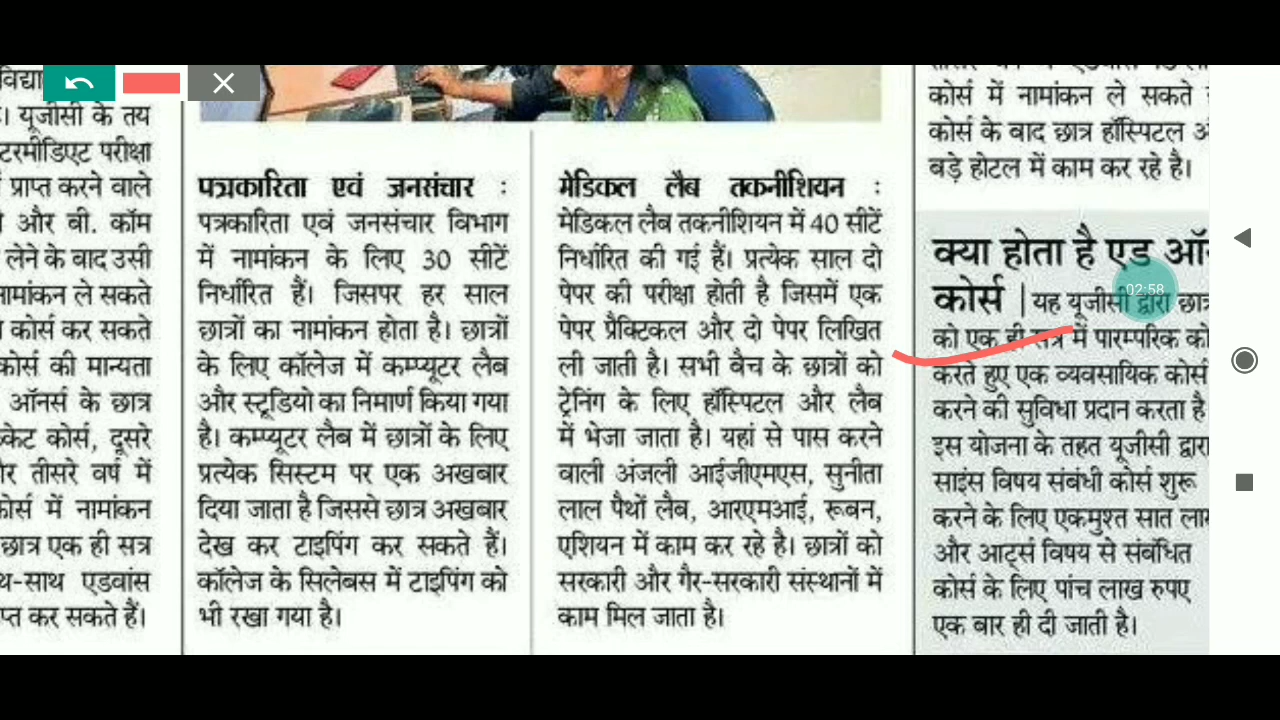 यूजीसी के तय
प्राप्त करने वाले
और बी. कॉम
लेने के बाद उसी
नामांकन ले सकते
कोर्स कर सकते
कोर्स की मान्यता
ऑनर्स के छात्र
कोर्स, दूसरे
तीसरे वर्ष में
कोर्स में नामांकन
छात्र एक ही सत्र
एडवांस
कर सकते हैं।
पत्रकारिता एवं जनसंचार :
पत्रकारिता एवं जनसंचार विभाग
में नामांकन के लिए 30 सीटें
निर्धारित हैं। जिसपर हर साल
छात्रों का नामांकन होता है। छात्रों
के लिए कॉलेज में कम्प्यूटर लैब
और स्टूडियो का निमार्ण किया गया
है। कम्प्यूटर लैब में छात्रों के लिए
प्रत्येक सिस्टम पर एक अखबार
दिया जाता है जिससे छात्र अखबार
देख कर टाइपिंग कर सकते हैं।
कॉलेज के सिलेबस में टाइपिंग को
भी रखा गया है।
मेडिकल लैब तकनीशियन :
मेडिकल लैब तकनीशियन में 40 सीटें
निर्धारित की गई हैं। प्रत्येक साल दो
पेपर की परीक्षा होती है जिसमें एक
पेपर प्रैक्टिकल और दो पेपर लिखित
ली जाती है। सभी बैच के छात्रों को
ट्रेनिंग के लिए हॉस्पिटल और लैब
में भेजा जाता है। यहां से पास करने
वाली अंजली आईजीएमएस, सुनीता
लाल पैथों लैब, आरएमआई, रूबन,
एशियन में काम कर रहे है। छात्रों को
सरकारी और गैर-सरकारी संस्थानों में
काम मिल जाता है।
कोर्स में नामांकन ले सकते
कोर्स के बाद छात्र हॉस्पिटल
बड़े होटल में काम कर रहे है।
क्या होता है एड ऑन
कोर्स | यह यूजीसी द्वारा छात्र
को एक ही सत्र में पारम्परिक
करते हुए एक व्यवसायिक कोर्स
करने की सुविधा प्रदान करता है
इस योजना के तहत यूजीसी द्वारा
साइंस विषय संबंधी कोर्स शुरू
करने के लिए एकमुश्त सात लाख
और आर्ट्स विषय से संबंधित
कोर्स के लिए पांच लाख रुपए
एक बार ही दी जाती है।
02:58